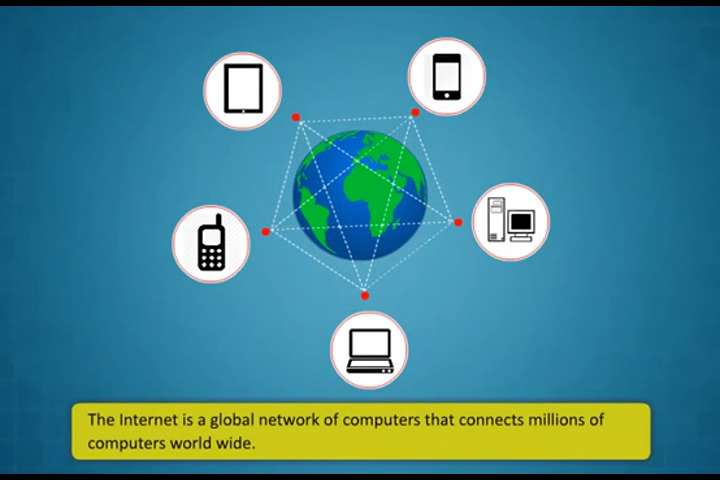 The Internet is a global network of computers that connects millions of
computers world wide.